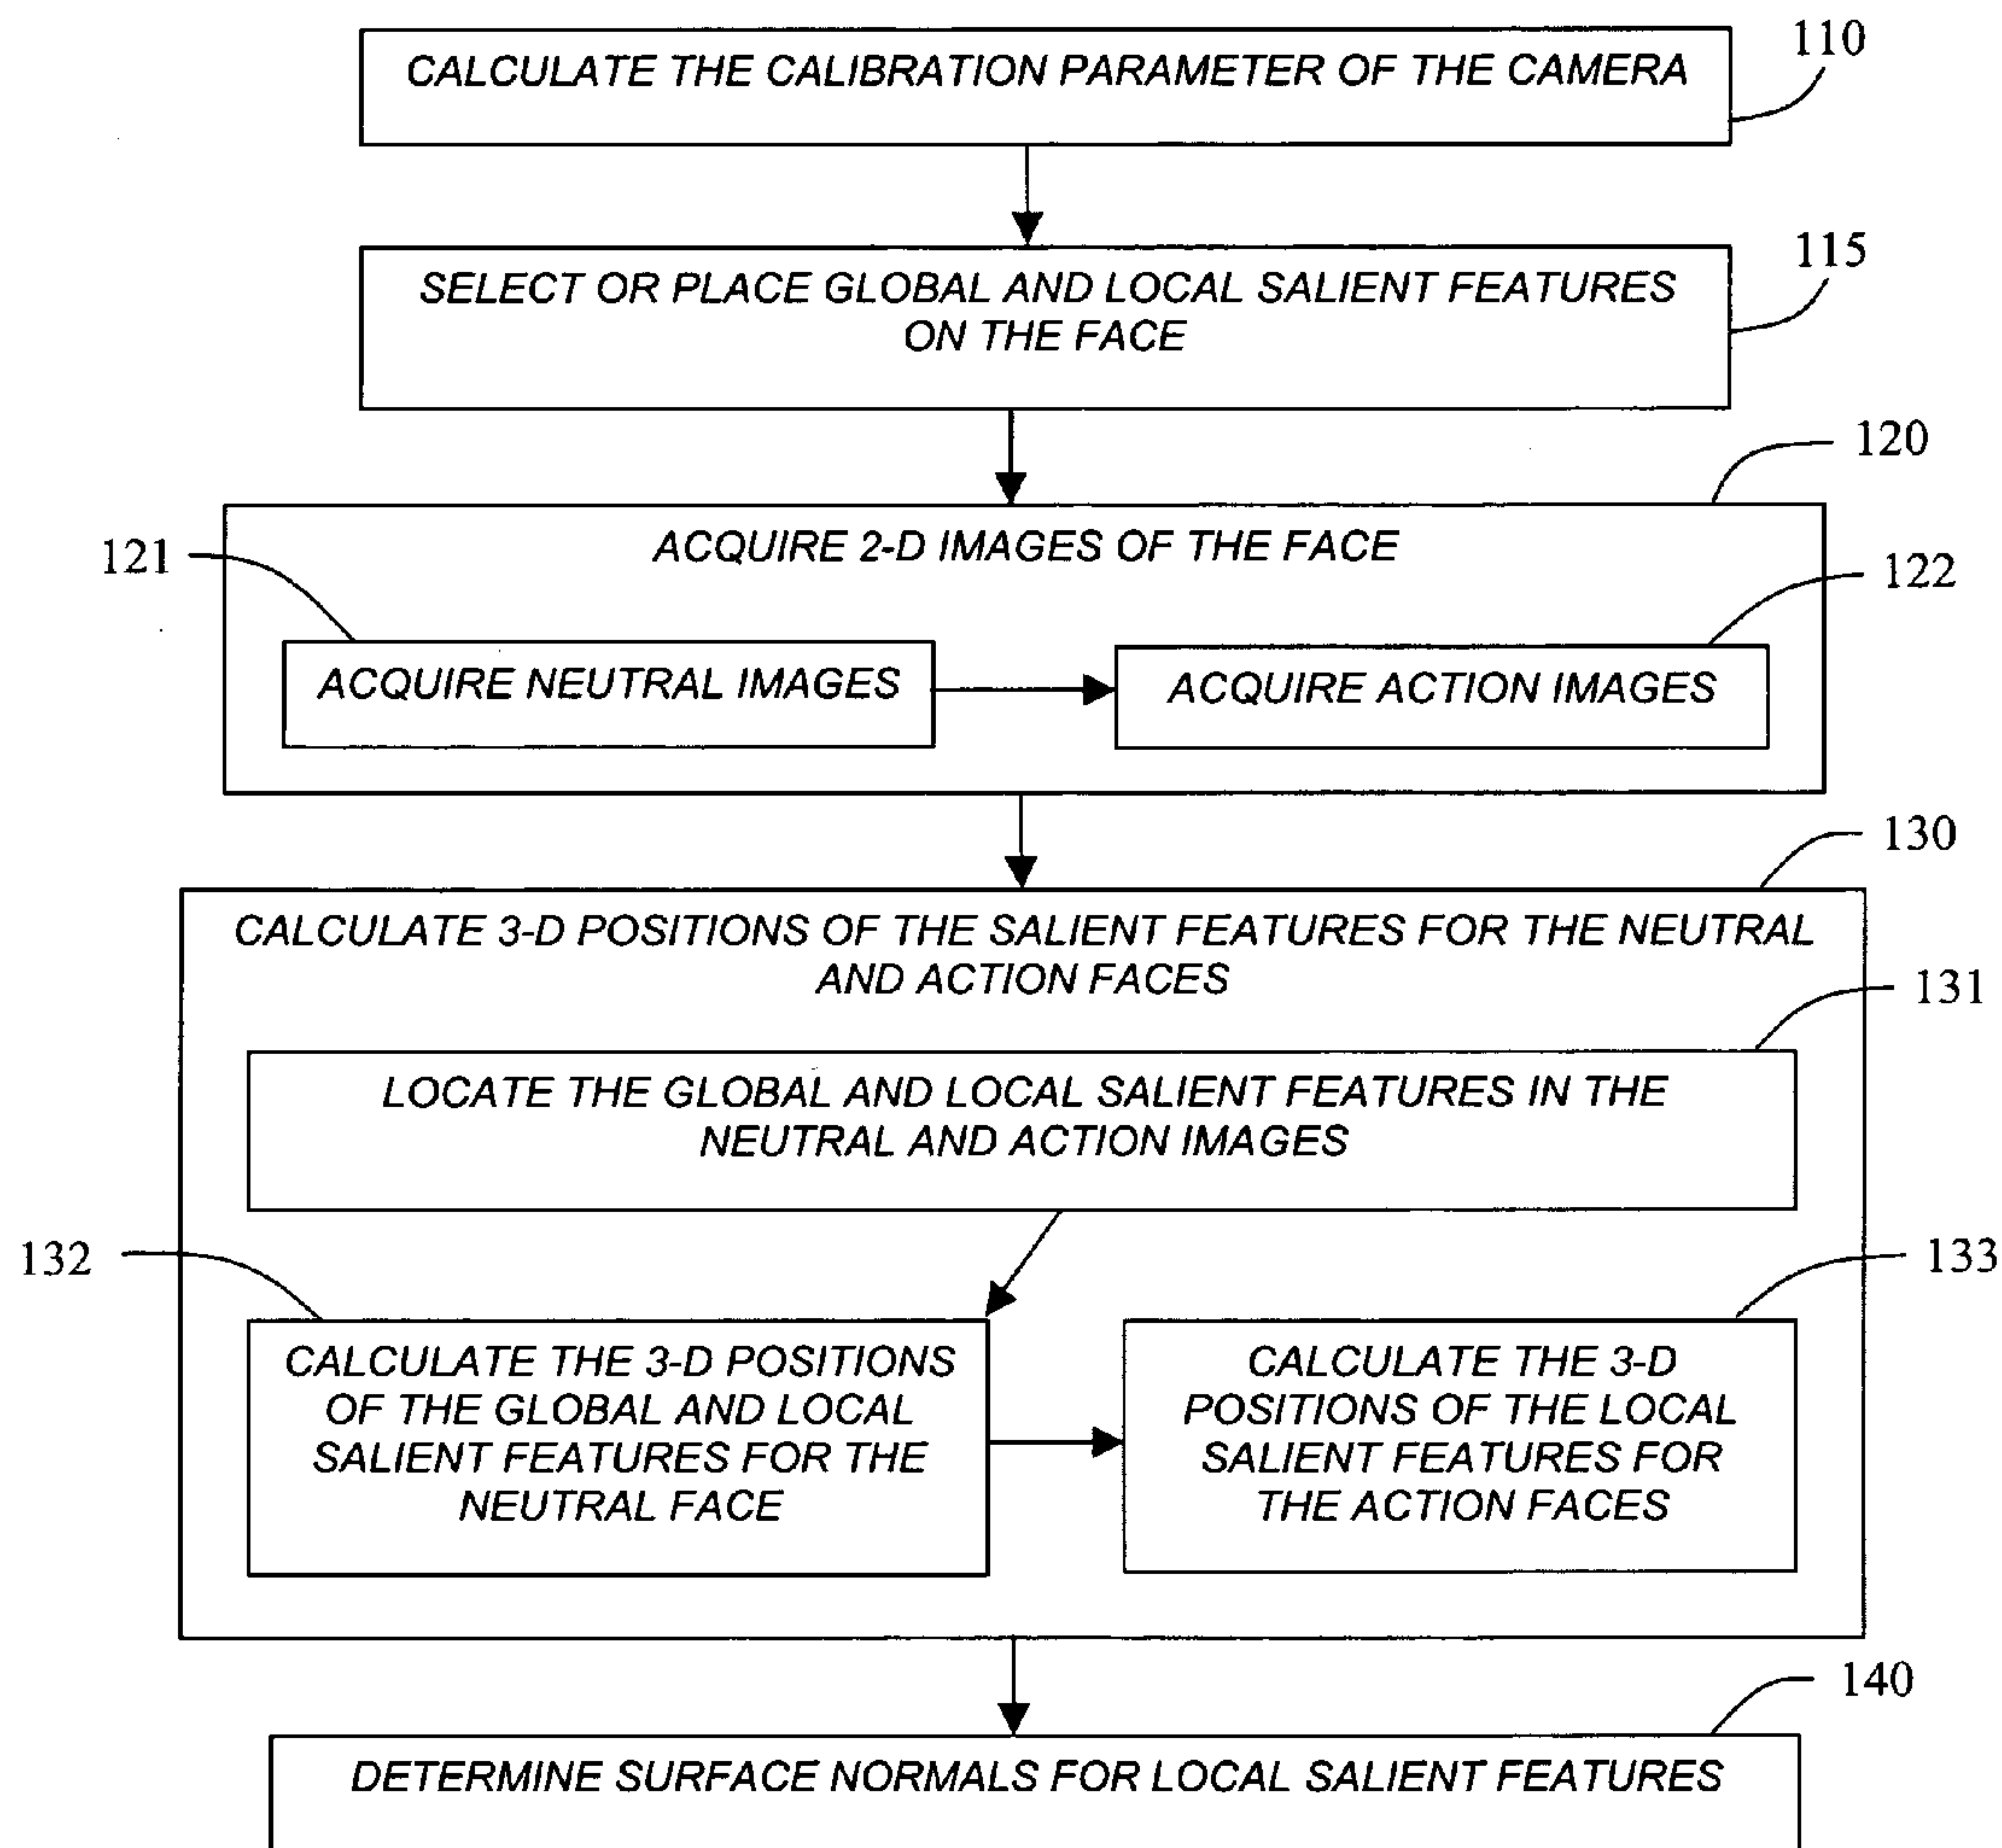 CALCULATE THE CALIBRATION PARAMETER OF THE CAMERA
110
SELECT OR PLACE GLOBAL AND LOCAL SALIENT FEATURES
ON THE FACE
115
120
ACQUIRE 2-D IMAGES OF THE FACE
121
122
ACQUIRE NEUTRAL IMAGES
ACQUIRE ACTION IMAGES
130
CALCULATE 3-D POSITIONS OF THE SALIENT FEATURES FOR THE NEUTRAL
AND ACTION FACES
131
LOCATE THE GLOBAL AND LOCAL SALIENT FEATURES IN THE
NEUTRAL AND ACTION IMAGES
132
133
CALCULATE THE 3-D POSITIONS
OF THE GLOBAL AND LOCAL
SALIENT FEATURES FOR THE
NEUTRAL FACE
CALCULATE THE 3-D
POSITIONS OF THE LOCAL
SALIENT FEATURES FOR
THE ACTION FACES
140
DETERMINE SURFACE NORMALS FOR LOCAL SALIENT FEATURES